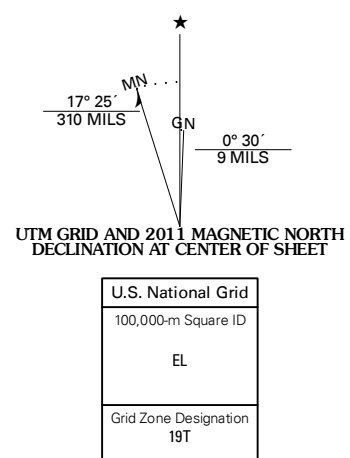 ★
MN
17° 25´
310 MILS
GN
0° 30´
9 MILS
UTM GRID AND 2011 MAGNETIC NORTH
DECLINATION AT CENTER OF SHEET
U.S. National Grid
100,000-m Square ID
EL
Grid Zone Designation
19T